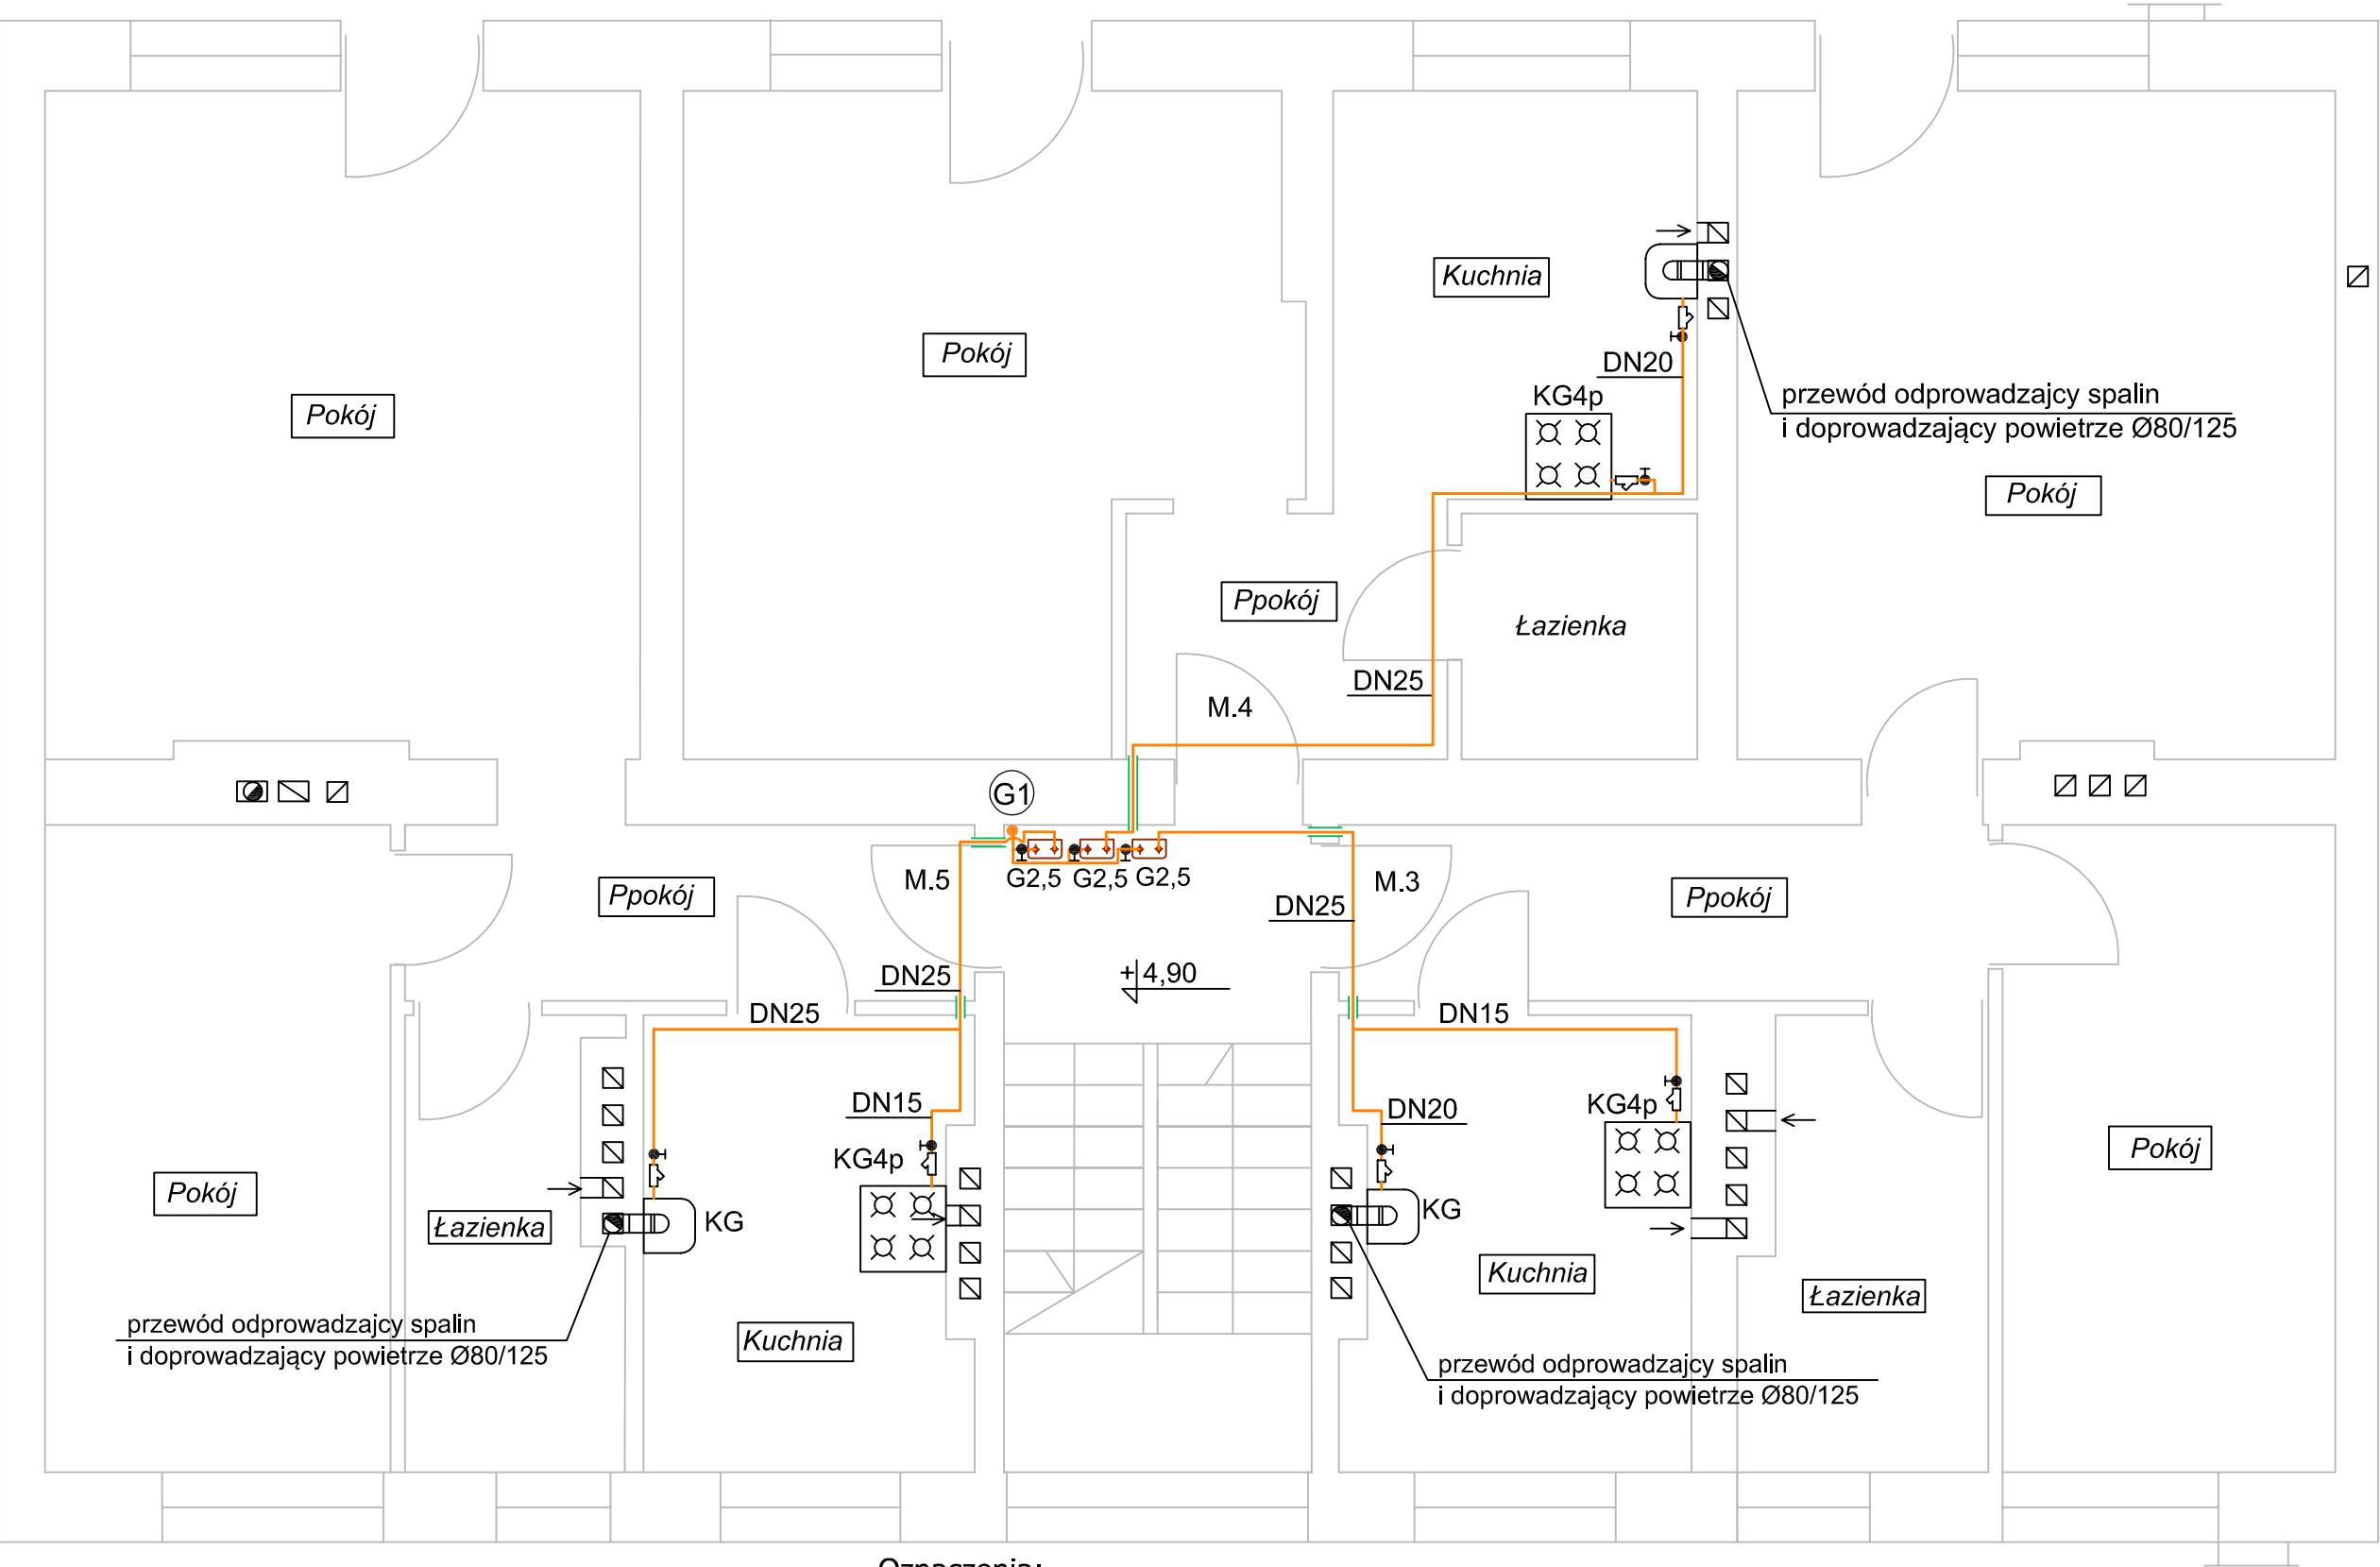 Kuchnia
Pokój
DN20
KG4p
przewód odprowadzajcy spalin
i doprowadzający powietrze Ø80/125
Pokój
Pokój
Ppokój
Łazienka
DN25
M.4
G1
M.5
G2,5
G2,5
G2,5
M.3
Ppokój
Ppokój
DN25
DN25
+4,90
DN25
DN15
DN15
DN20
KG4p
KG4p
Pokój
Pokój
Łazienka
KG
KG
Kuchnia
Łazienka
przewód odprowadzajcy spalin
i doprowadzający powietrze Ø80/125
Kuchnia
przewód odprowadzajcy spalin
i doprowadzający powietrze Ø80/125
Oznaczenia: